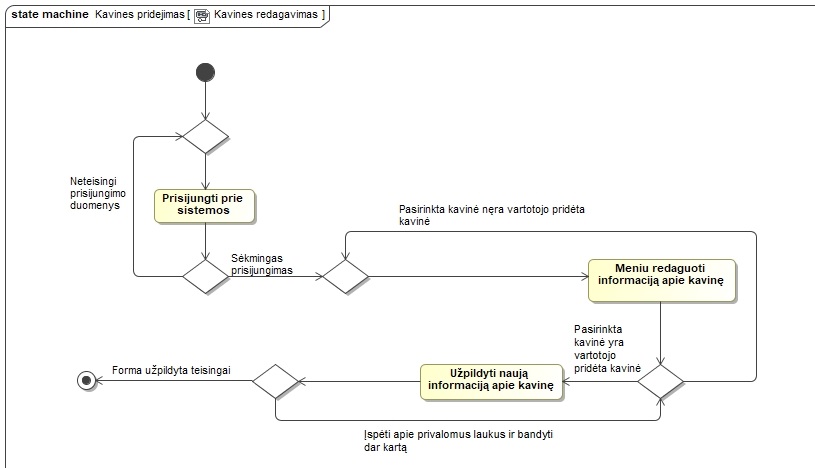 state machine Kavines pridejimas [ Kavines redagavimas ]
Neteisingi
prisijungimo
duomenys
Prisijungti prie
sistemos
Sėkmingas
prisijungimas
Pasirinkta kavinė nęra vartotojo pridėta
kavinė
Meniu redaguoti
informaciją apie kavinę
Pasirinkta
kavinė yra
vartotojo
pridėta kavinė
Užpildyti naują
informaciją apie kavinę
Forma užpildyta teisingai
Įspėti apie privalomus laukus ir bandyti
dar kartą